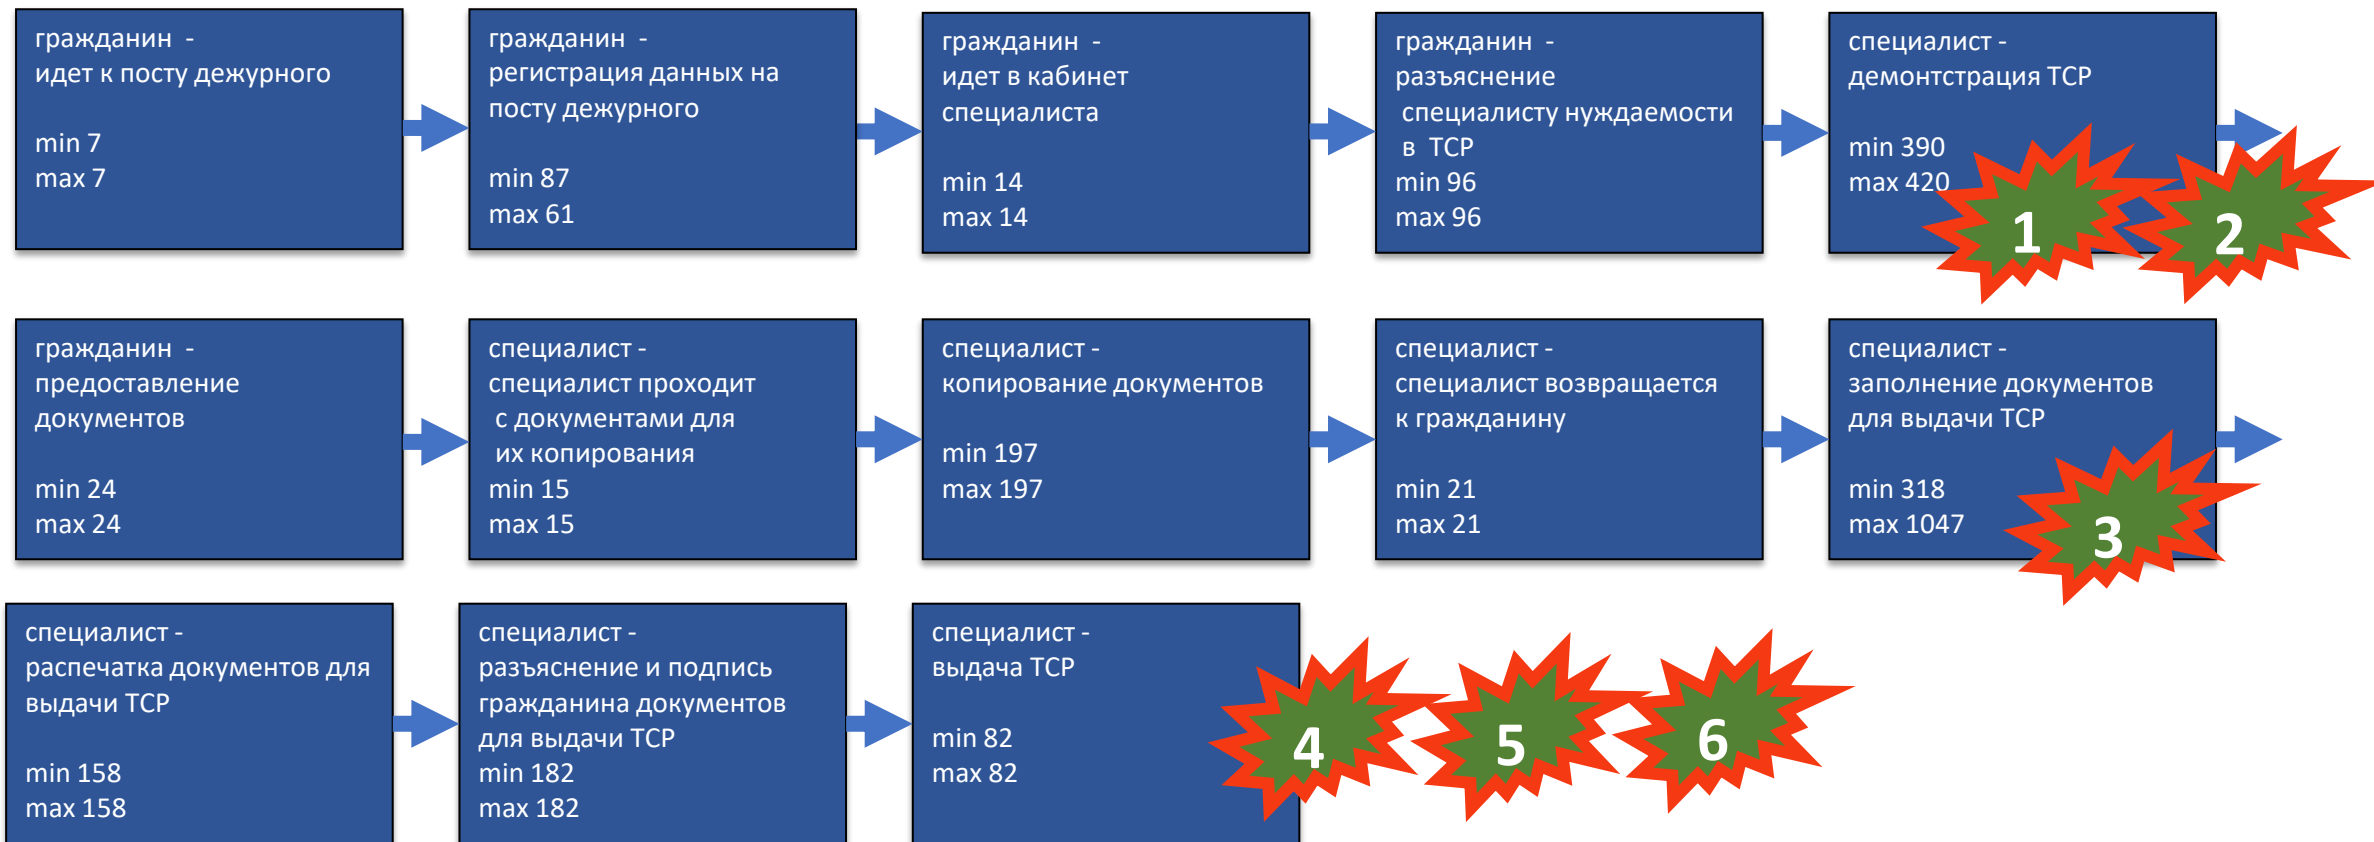 гражданин -
идет к посту дежурного
min 7
max 7
гражданин -
регистрация данных на
посту дежурного
min 87
max 61
гражданин -
идет в кабинет
специалиста
min 14
max 14
гражданин -
разъяснение
специалисту нуждаемости
в ТСР
min 96
max 96
специалист -
демонтстрация ТСР
min 390
max 420
1
2
гражданин -
предоставление
документов
min 24
max 24
специалист -
специалист проходит
с документами для
их копирования
min 15
max 15
специалист -
копирование документов
min 197
max 197
специалист -
специалист возвращается
к гражданину
min 21
max 21
специалист -
заполнение документов
для выдачи ТСР
min 318
max 1047
3
специалист -
распечатка документов для
выдачи ТСР
min 158
max 158
специалист -
разъяснение и подпись
гражданина документов
для выдачи ТСР
min 182
max 182
специалист -
выдача ТСР
min 82
max 82
4
5
6